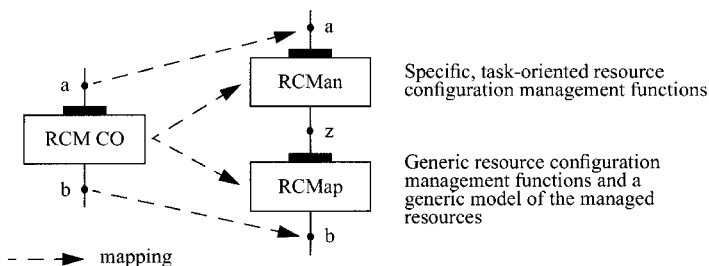 a
RCMan
Specific, task-oriented resource
configuration management functions
a
RCM CO
z
b
RCMap
Generic resource configuration
management functions and a
generic model of the managed
resources
b
mapping